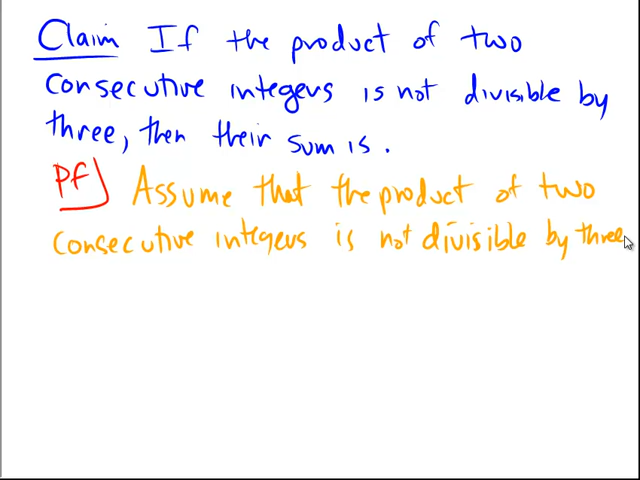 Claim If the product of two
consecutive integers is not divisible by
three, then their sum is.
Pf Assume that the product of two
consecutive integers is not divisible by three